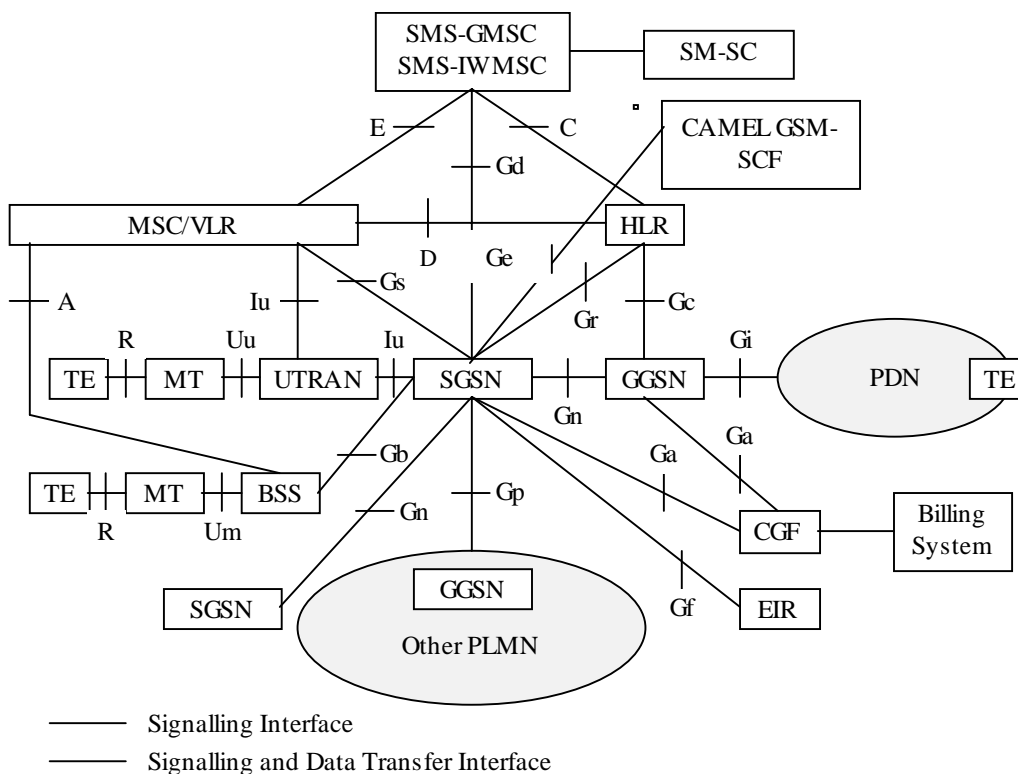 SMS-GMSC
SMS-IWMSC
SM-SC
E
C
CAMEL GSM-
SCF
Gd
MSC/VLR
HLR
D
Ge
Gs
A
Iu
Gr
Gc
R
Uu
Iu
Gi
TE
MT
UTRAN
SGSN
GGSN
PDN
TE
Gn
Ga
Gb
Ga
TE
MT
BSS
Gp
Gn
R
Um
CGF
Billing
System
GGSN
SGSN
Gf
EIR
Other PLMN
Signalling Interface
Signalling and Data Transfer Interface